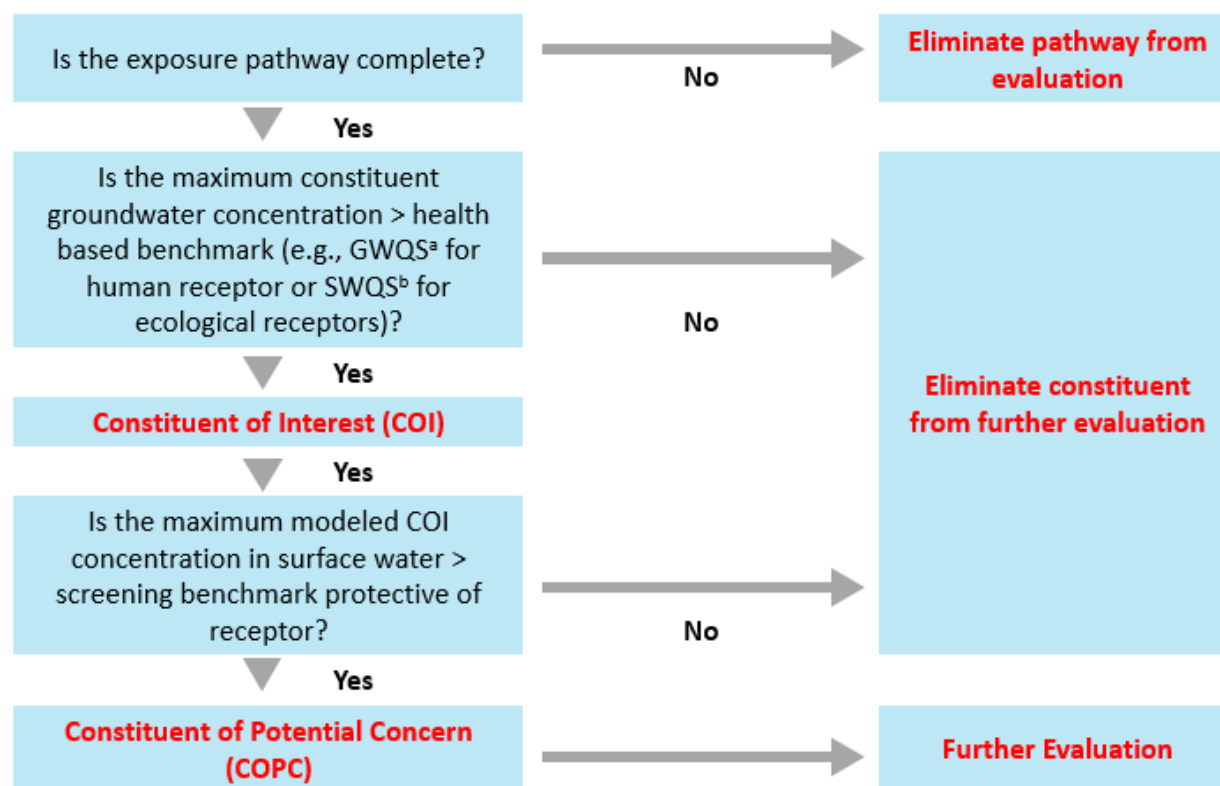 Is the exposure pathway complete?
No
Eliminate pathway from
evaluation
Yes
Is the maximum constituent
groundwater concentration > health
based benchmark (e.g., GWQSᵃ for
human receptor or SWQSᵇ for
ecological receptors)?
No
Eliminate constituent
from further evaluation
Yes
Constituent of Interest (COI)
Yes
Is the maximum modeled COI
concentration in surface water >
screening benchmark protective of
receptor?
No
Yes
Constituent of Potential Concern
(COPC)
Further Evaluation